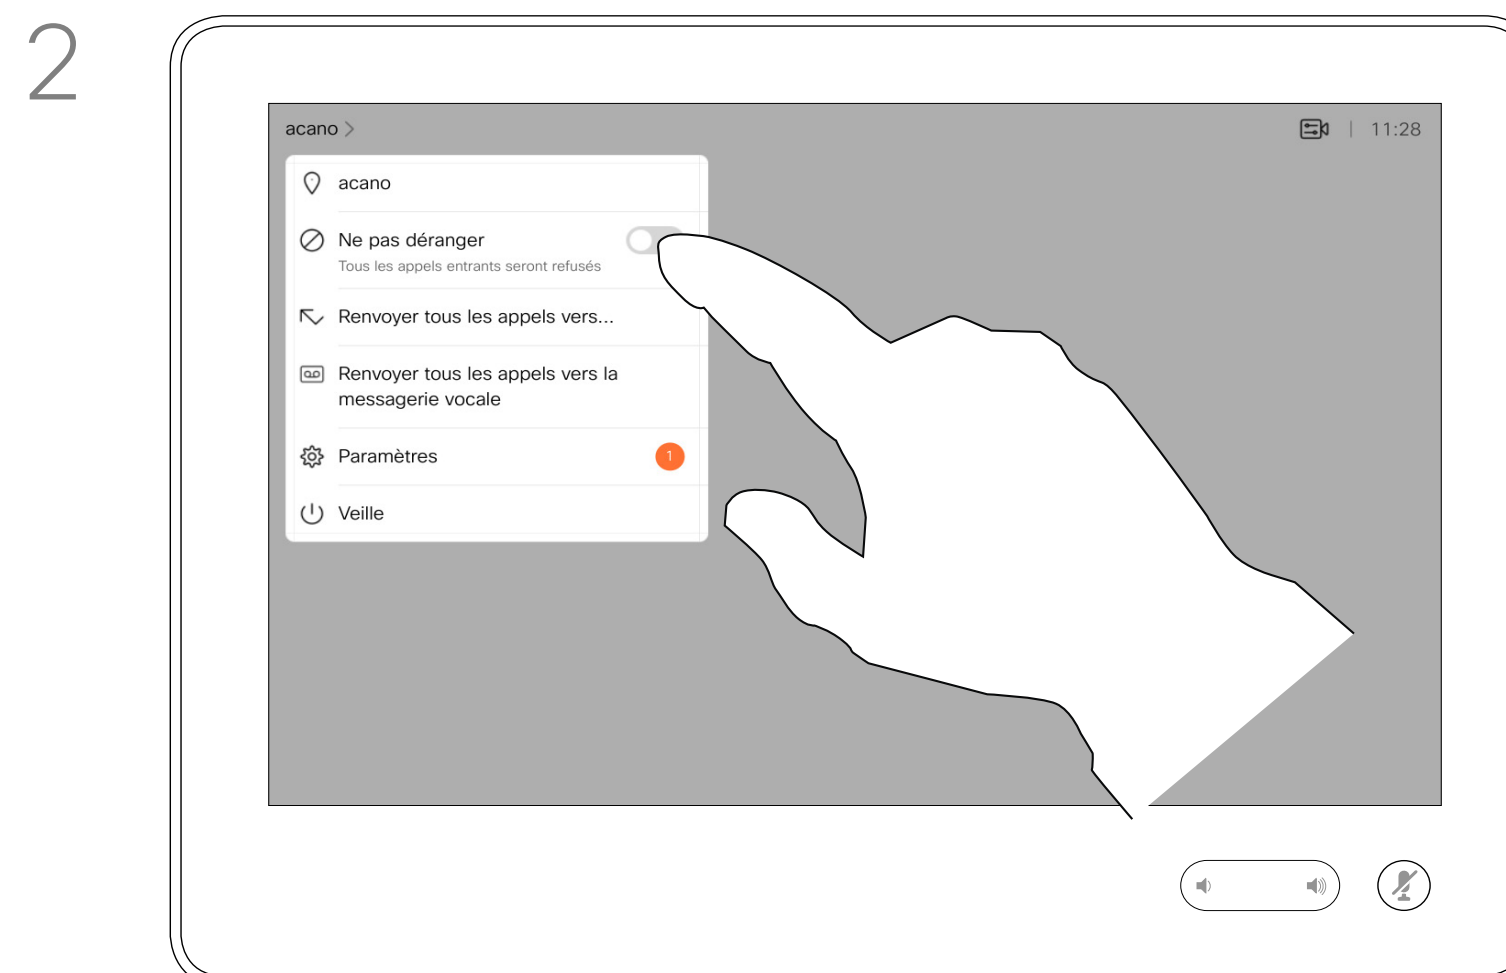 2
acano >
11:28
acano
Ne pas déranger
Tous les appels entrants seront refusés
Renvoyer tous les appels vers...
Renvoyer tous les appels vers la
messagerie vocale
Paramètres
1
Veille